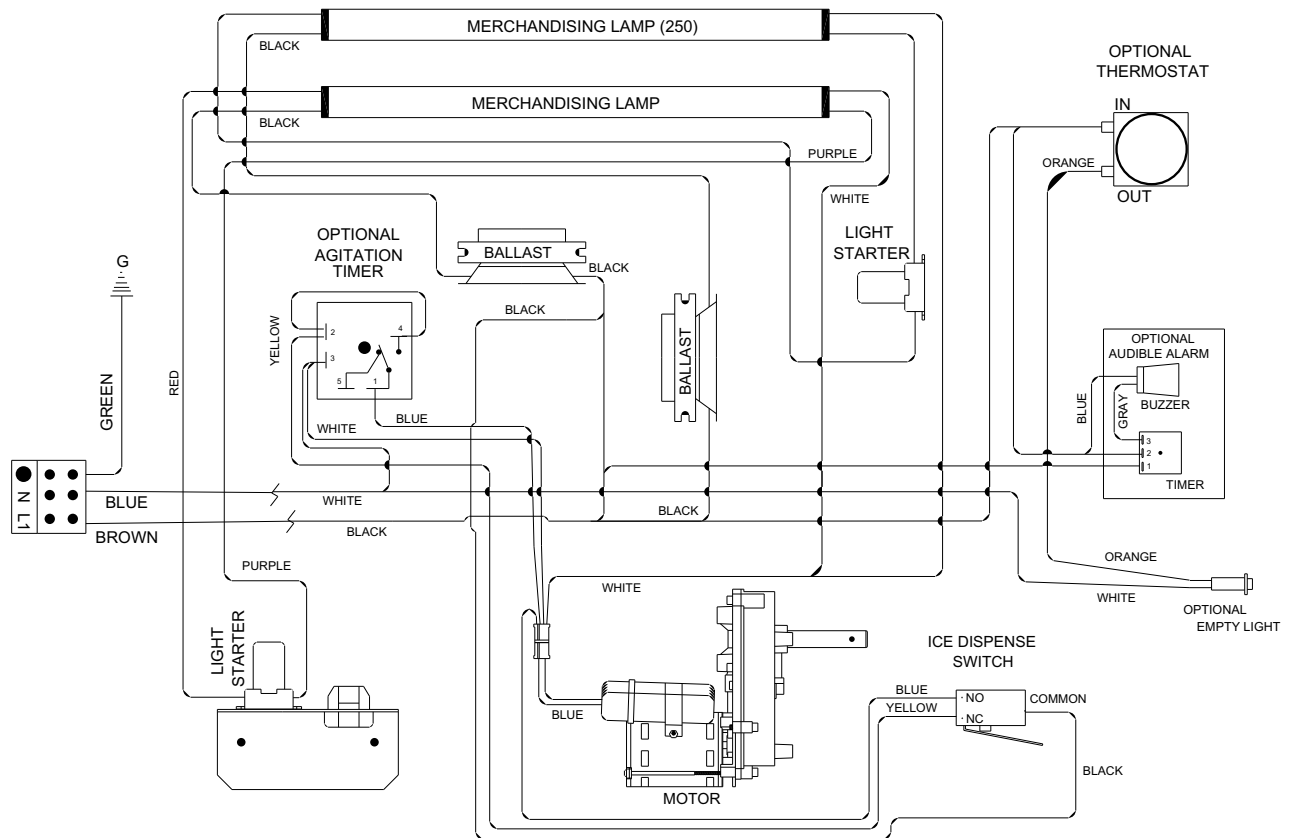 MERCHANDISING LAMP (250)
BLACK
OPTIONAL
THERMOSTAT
MERCHANDISING LAMP
IN
BLACK
PURPLE
ORANGE
WHITE
OUT
OPTIONAL
AGITATION
TIMER
LIGHT
STARTER
BALLAST
BLACK
G
BLACK
YELLOW
2
4
3
5
1
BALLAST
OPTIONAL
AUDIBLE ALARM
RED
GREEN
BLUE
GRAY
BUZZER
BLUE
WHITE
3
2
1
TIMER
N
L1
BLUE
WHITE
BLACK
BROWN
BLACK
ORANGE
PURPLE
WHITE
WHITE
OPTIONAL
EMPTY LIGHT
LIGHT
STARTER
ICE DISPENSE
SWITCH
BLUE
NO
COMMON
YELLOW
NC
BLUE
BLACK
MOTOR